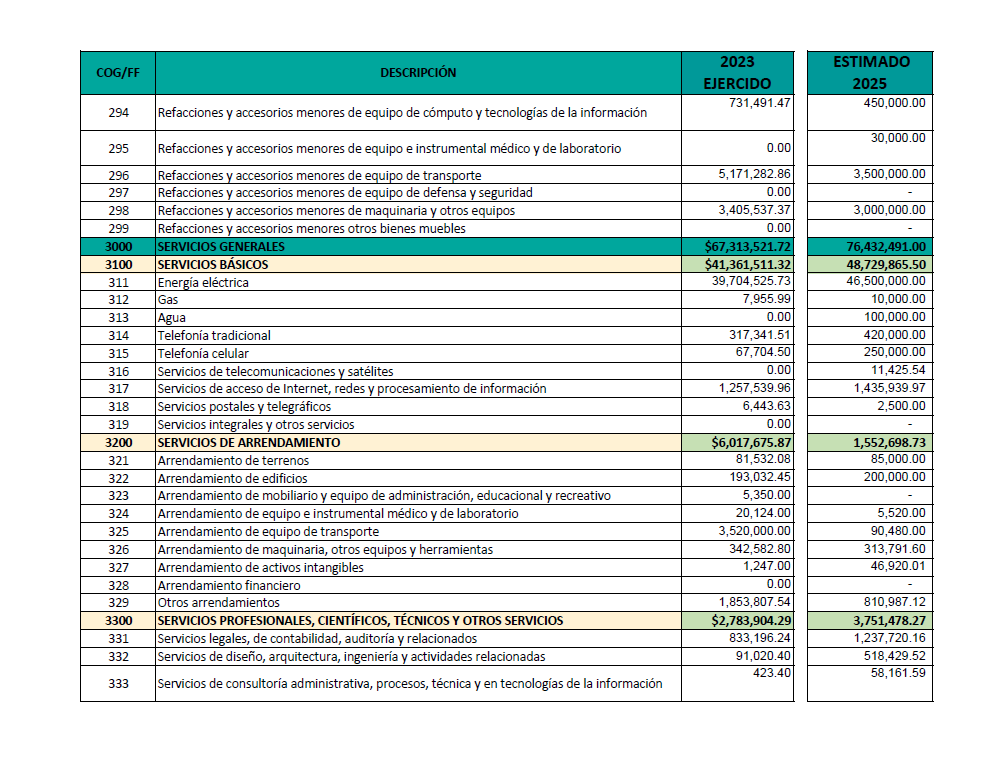 COG/FF DESCRIPCIÓN 2023 EJERCIDO ESTIMADO 2025
294 Refacciones y accesorios menores de equipo de cómputo y tecnologías de la información 731,491.47 450,000.00
295 Refacciones y accesorios menores de equipo e instrumental médico y de laboratorio 0.00 30,000.00
296 Refacciones y accesorios menores de equipo de transporte 5,171,282.86 3,500,000.00
297 Refacciones y accesorios menores de equipo de defensa y seguridad 0.00 -
298 Refacciones y accesorios menores de maquinaria y otros equipos 3,405,537.37 3,000,000.00
299 Refacciones y accesorios menores otros bienes muebles 0.00 -
3000 SERVICIOS GENERALES $67,313,521.72 76,432,491.00
3100 SERVICIOS BÁSICOS $41,361,511.32 48,729,865.50
311 Energía eléctrica 39,704,525.73 46,500,000.00
312 Gas 7,955.99 10,000.00
313 Agua 0.00 100,000.00
314 Telefonía tradicional 317,341.51 420,000.00
315 Telefonía celular 67,704.50 250,000.00
316 Servicios de telecomunicaciones y satélites 0.00 11,425.54
317 Servicios de acceso de Internet, redes y procesamiento de información 1,257,539.96 1,435,939.97
318 Servicios postales y telegráficos 6,443.63 2,500.00
319 Servicios integrales y otros servicios 0.00 -
3200 SERVICIOS DE ARRENDAMIENTO $6,017,675.87 1,552,698.73
321 Arrendamiento de terrenos 81,532.08 85,000.00
322 Arrendamiento de edificios 193,032.45 200,000.00
323 Arrendamiento de mobiliario y equipo de administración, educacional y recreativo 5,350.00 -
324 Arrendamiento de equipo e instrumental médico y de laboratorio 20,124.00 5,520.00
325 Arrendamiento de equipo de transporte 3,520,000.00 90,480.00
326 Arrendamiento de maquinaria, otros equipos y herramientas 342,582.80 313,791.60
327 Arrendamiento de activos intangibles 1,247.00 46,920.01
328 Arrendamiento financiero 0.00 -
329 Otros arrendamientos 1,853,807.54 810,987.12
3300 SERVICIOS PROFESIONALES, CIENTÍFICOS, TÉCNICOS Y OTROS SERVICIOS $2,783,904.29 3,751,478.27
331 Servicios legales, de contabilidad, auditoría y relacionados 833,196.24 1,237,720.16
332 Servicios de diseño, arquitectura, ingeniería y actividades relacionadas 91,020.40 518,429.52
333 Servicios de consultoría administrativa, procesos, técnica y en tecnologías de la información 423.40 58,161.59